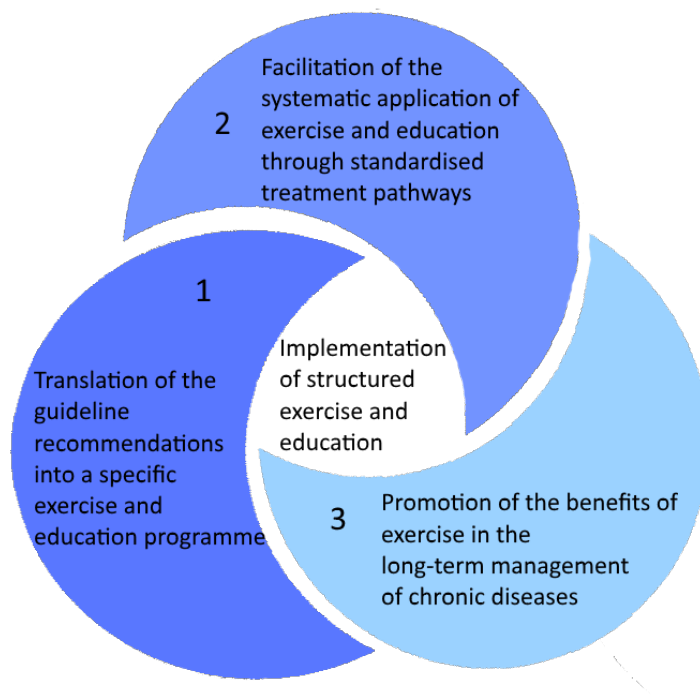 2
Facilitation of the
systematic application of
exercise and education
through standardised
treatment pathways
1
Translation of the
guideline
recommendations
into a specific
exercise and
education programme
Implementation
of structured
exercise and
education
3
Promotion of the benefits of
exercise in the
long-term management
of chronic diseases